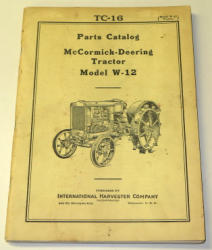 TC-16
Parts Catalog
McCormick-Deering
Tractor
Model W-12
INTERNATIONAL HARVESTER COMPANY